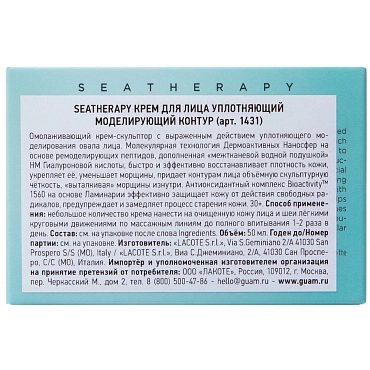 SEATHERAPY
SEATHERAPY КРЕМ ДЛЯ ЛИЦА УПЛОТНЯЮЩИЙ
МОДЕЛИРУЮЩИЙ КОНТУР (арт. 1431)
Омолаживающий крем-скульптор с выраженным действием уплотняющего мо-
делирования овала лица. Молекулярная технология Дермоактивных Наносфер на
основе ремоделирующих пептидов, дополненная «межтканевой водной подушкой»
НМ Гиалуроновой кислоты, быстро и эффективно восстанавливает плотность кожи,
укрепляет её, уменьшает морщины, придает контурам лица объёмную скульптурную
чёткость, «выталкивая» морщины изнутри. Антиоксидантный комплекс Bioactivity™
1560 на основе Ламинарии эффективно защищает кожу от воздействия свободных ра-
дикалов, предупреждает и замедляет процесс старения кожи. 30+. Способ примене-
ния: небольшое количество крема нанести на очищенную кожу лица и шеи лёгкими
круговыми движениями по массажным линиям до полного впитывания 1-2 раза в
день. Состав: см. на упаковке после слова Ingredients. Объём: 50 мл. Годен до/Номер
партии: см. на упаковке. Изготовитель: «LACOTE S.r.l.», Via S.Geminiano 2/A 41030 San
Prospero S/S (MO), Italy | «LACOTE S.r.l.», Виа С.Джеминиано, 2/А, 41030 Сан Проспе-
ро, С/С (МО), Италия. Импортёр и уполномоченная изготовителем организация
на принятие претензий от потребителя: ООО «ЛАКОТЕ», Россия, 109012, г. Москва,
пер. Черкасский М., дом 2, тел. 8 (800) 500-47-86 - hello@guam.ru - www.guam.ru